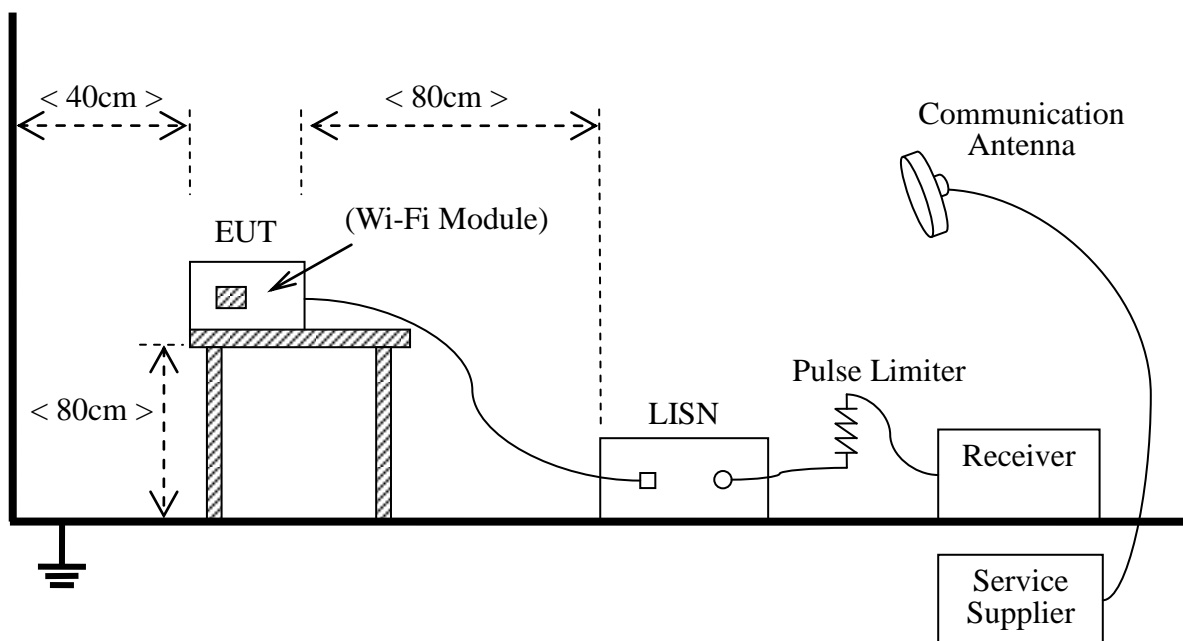 < 40cm >
< 80cm >
Communication
Antenna
(Wi-Fi Module)
EUT
< 80cm >
Pulse Limiter
LISN
Receiver
Service
Supplier